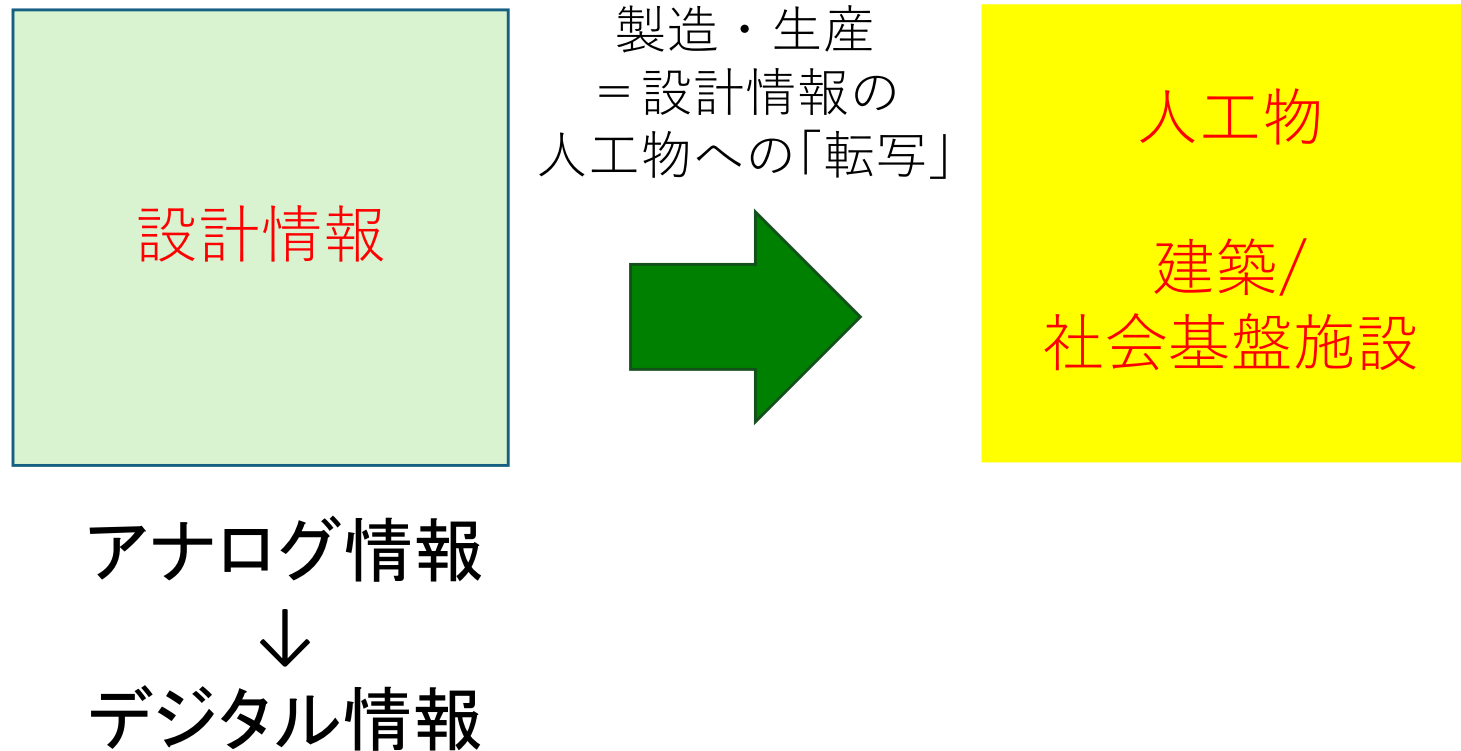 設計情報
アナログ情報
↓
デジタル情報
製造・生産
＝設計情報の
人工物への「転写」
人工物
建築/
社会基盤施設